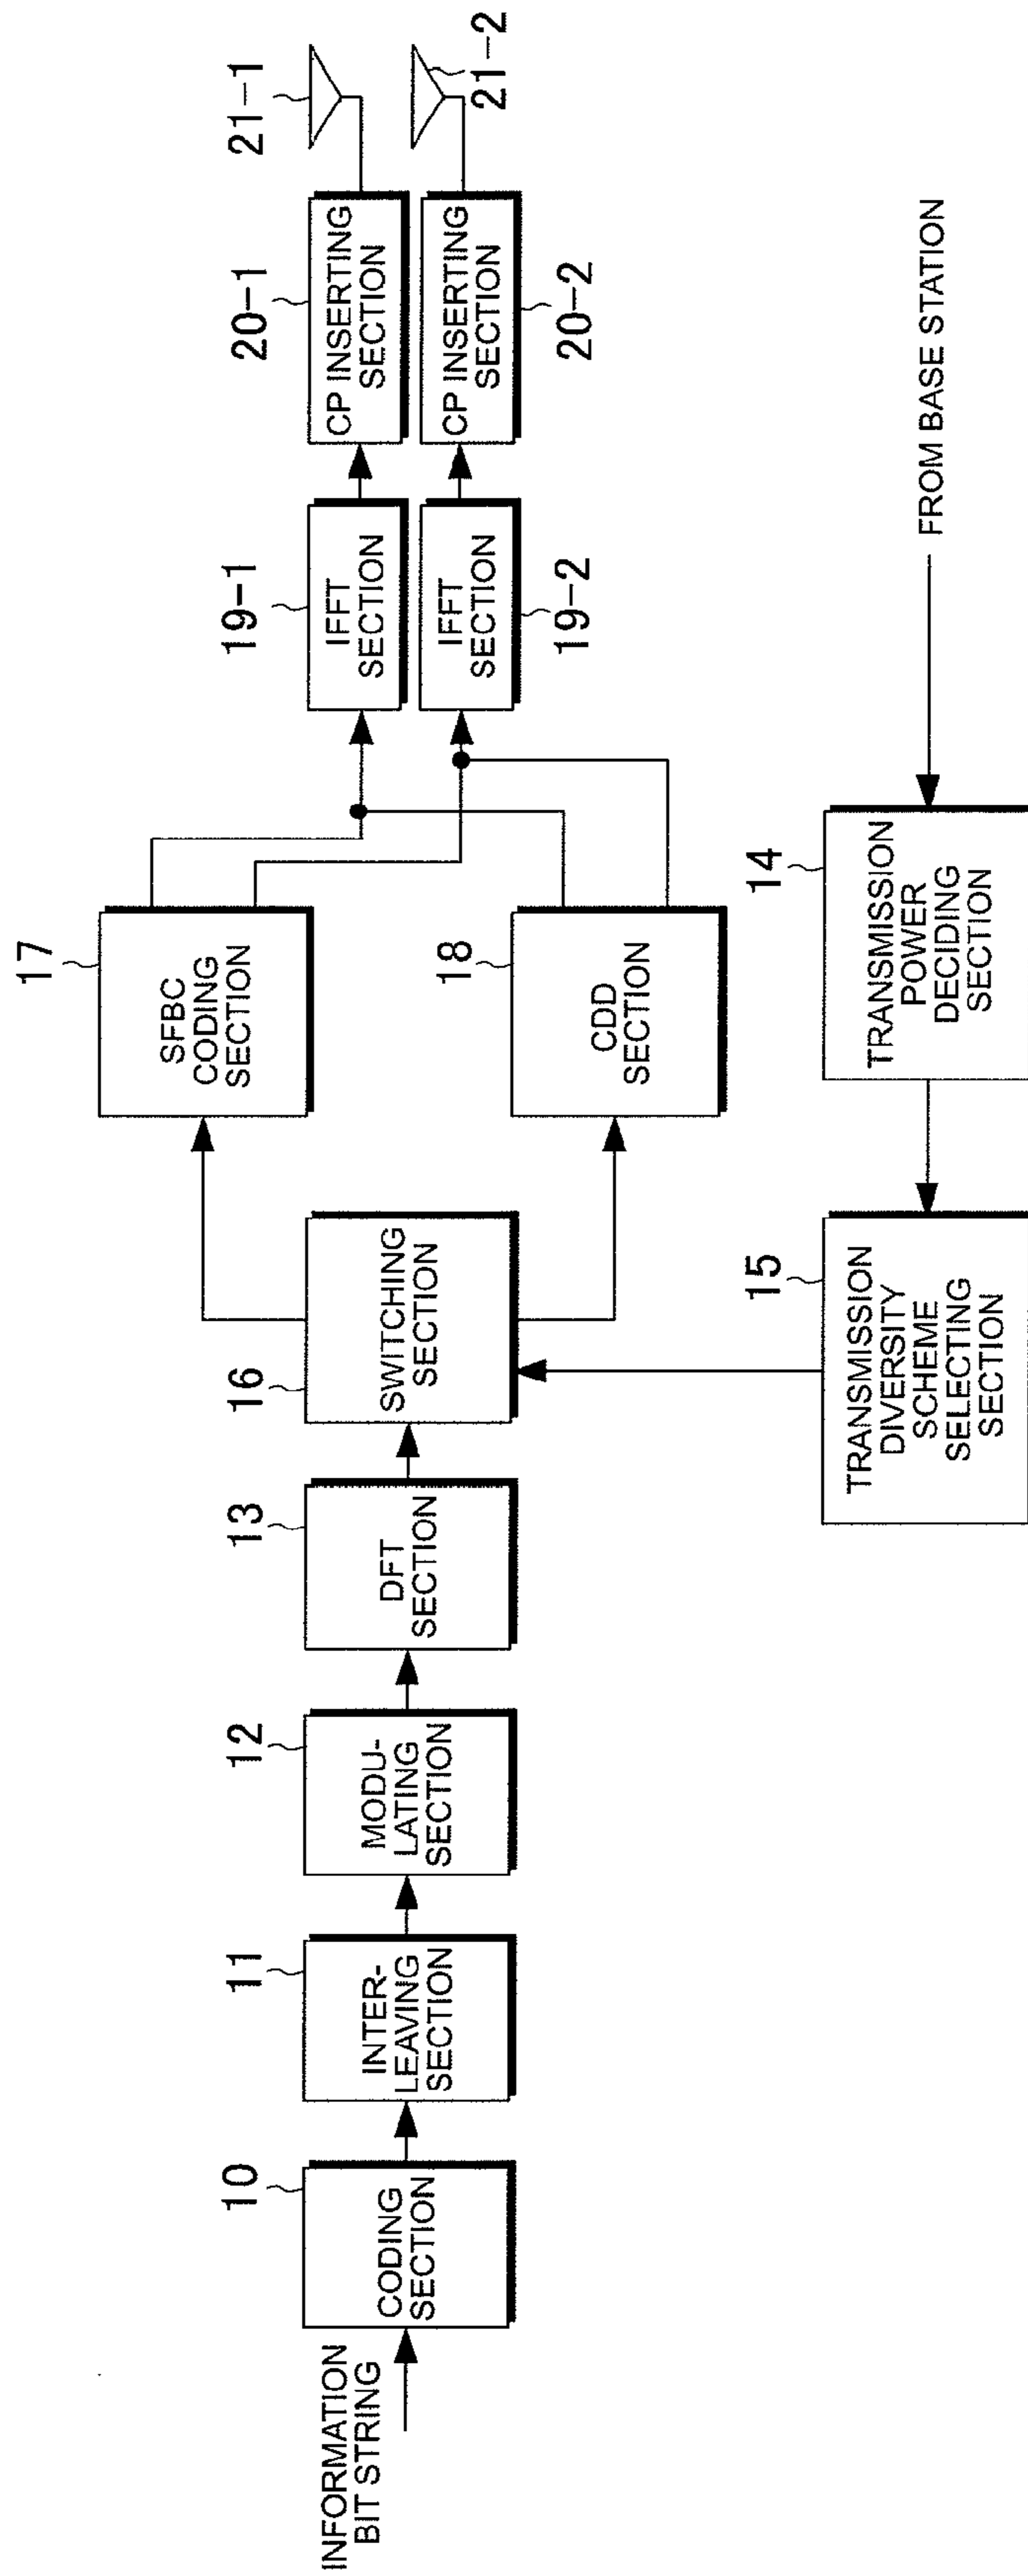 INFORMATION
BIT STRING
10
CODING
SECTION
11
INTER-
LEAVING
SECTION
12
MODU-
LATING
SECTION
13
DFT
SECTION
16
SWITCHING
SECTION
17
SFBC
CODING
SECTION
18
CDD
SECTION
19-1
IFFT
SECTION
19-2
IFFT
SECTION
20-1
CP INSERTING
SECTION
20-2
CP INSERTING
SECTION
21-1
21-2
15
TRANSMISSION
DIVERSITY
SCHEME
SELECTING
SECTION
14
TRANSMISSION
POWER
DECIDING
SECTION
FROM BASE STATION